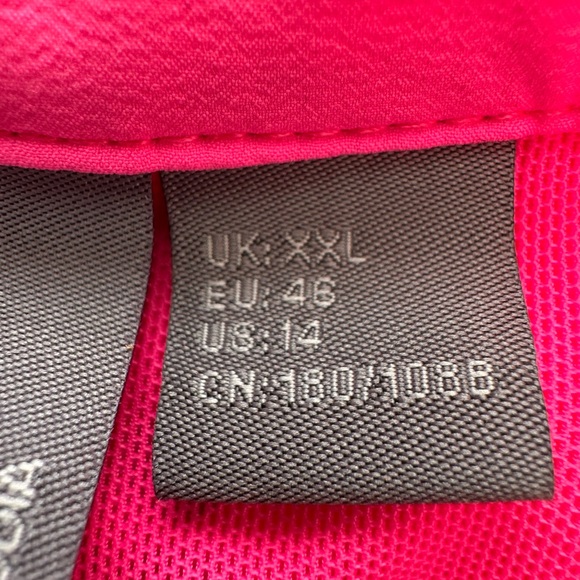 UK: XXL
EU: 46
US: 14
CN: 180/108B